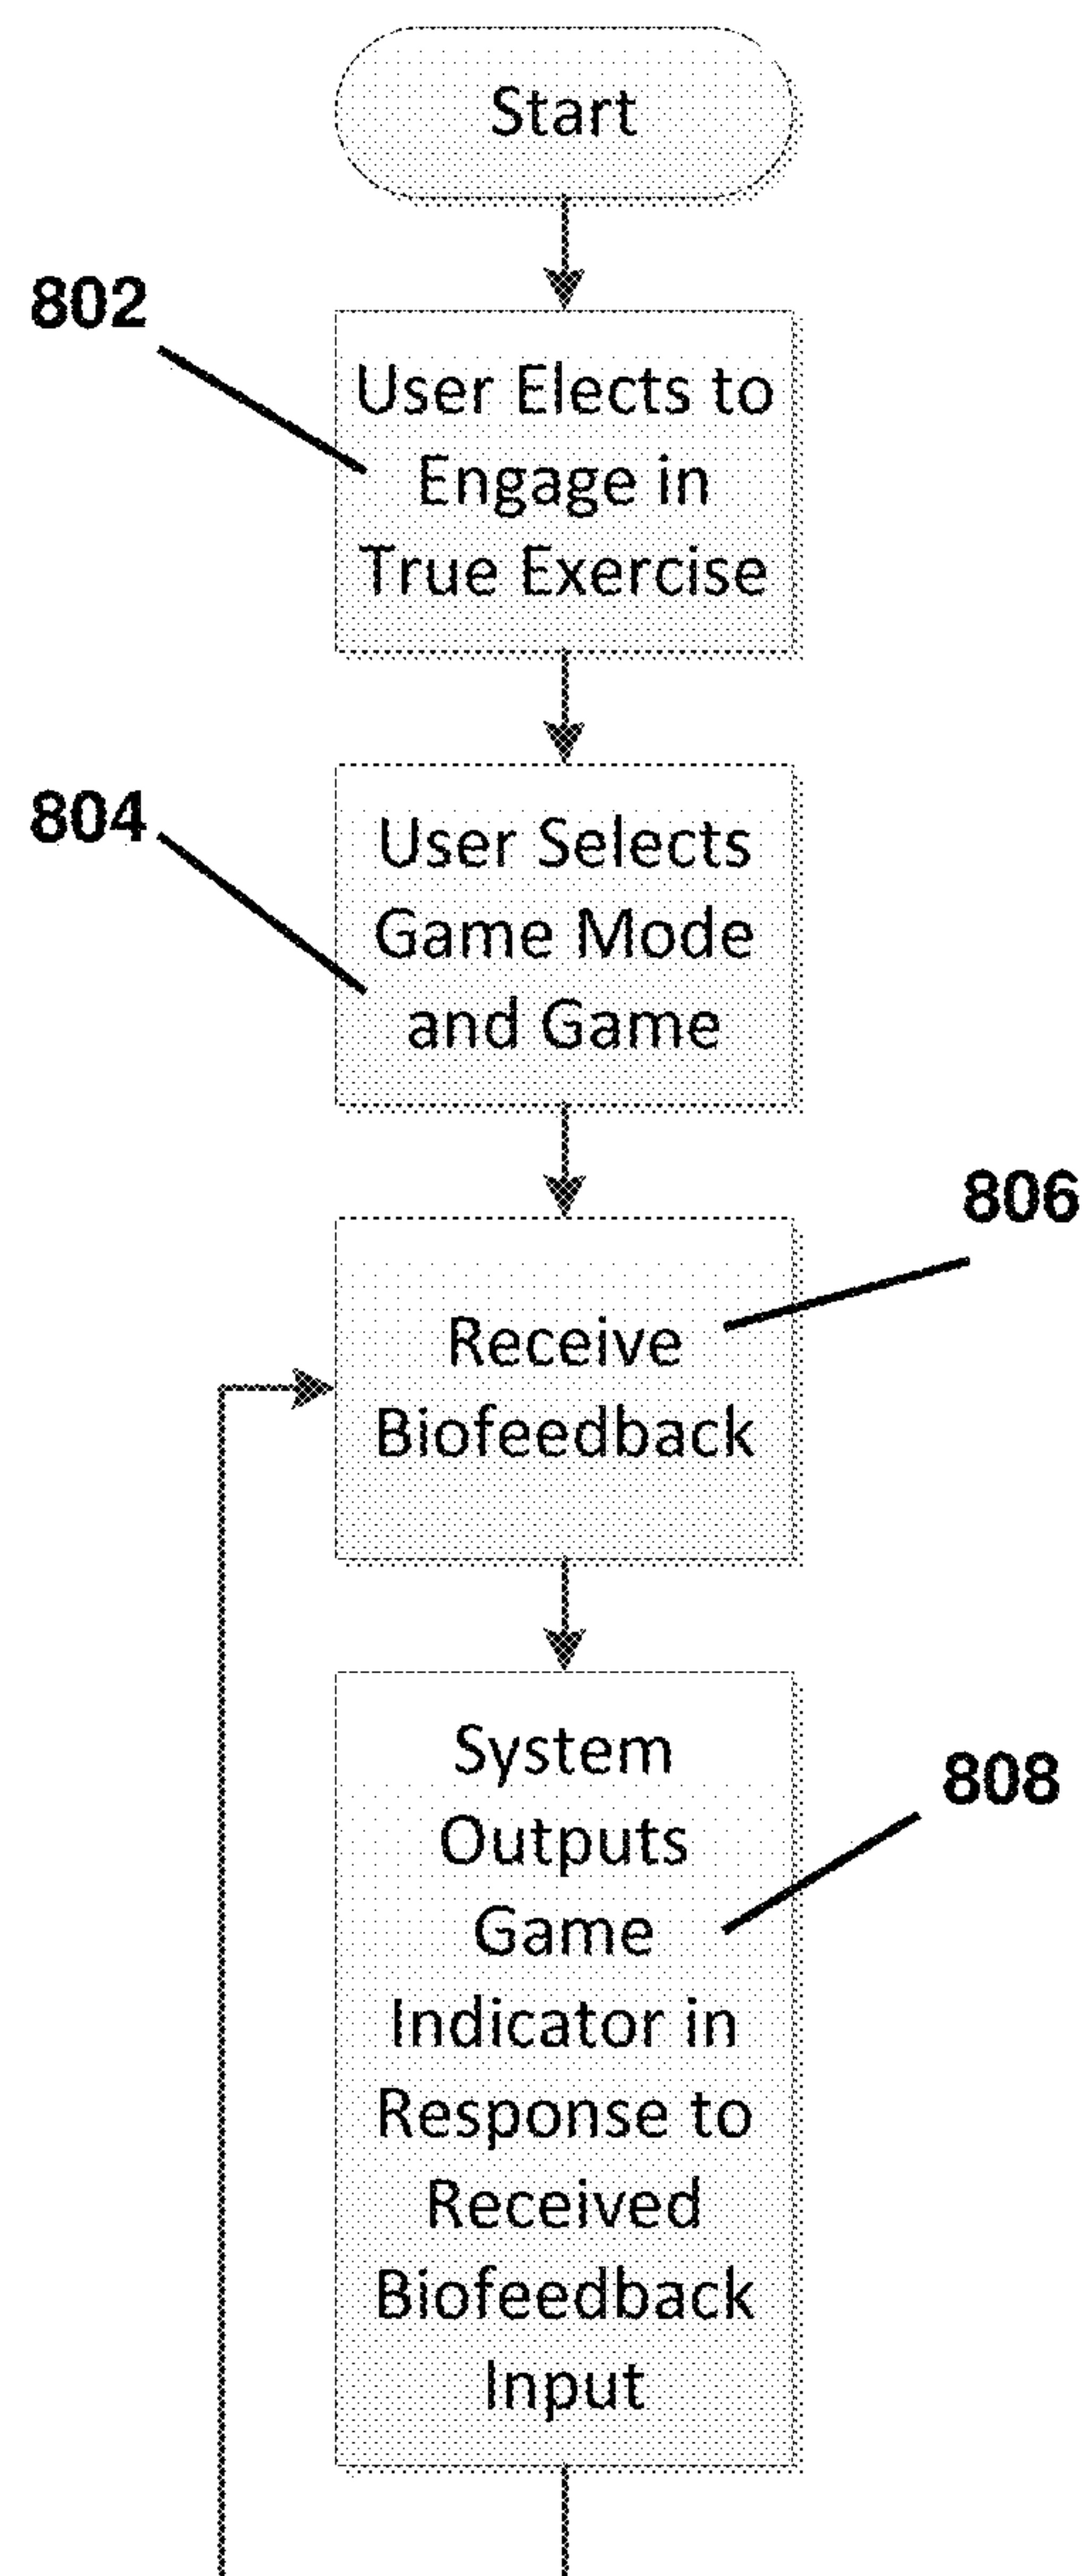 Start
802
User Elects to
Engage in
True Exercise
804
User Selects
Game Mode
and Game
806
Receive
Biofeedback
808
System
Outputs
Game
Indicator in
Response to
Received
Biofeedback
Input